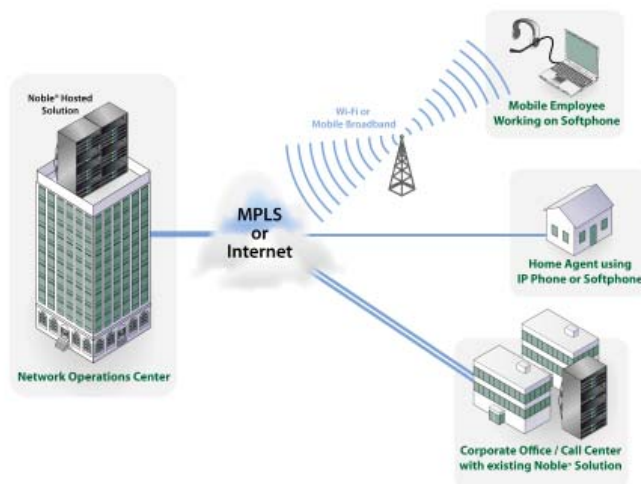 Noble® Hosted
Solution
Wi-Fi or
Mobile Broadband
Mobile Employee
Working on Softphone
MPLS
or
Internet
Home Agent using
IP Phone or Softphone
Network Operations Center
Corporate Office / Call Center
with existing Noble® Solution